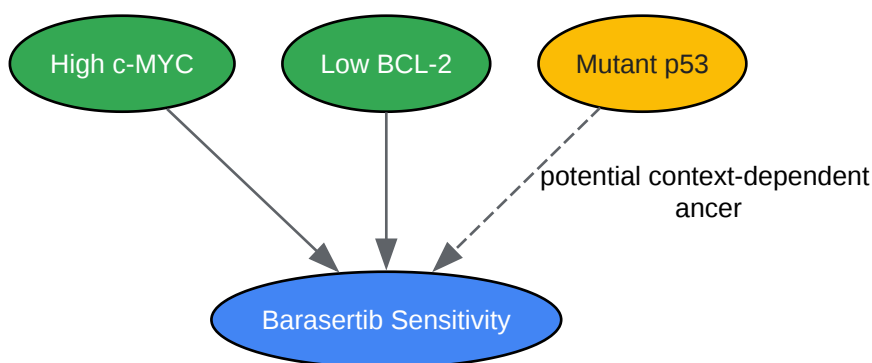 High c-MYC
Low BCL-2
Mutant p53
potential context-dependent
ancer
Barasertib Sensitivity